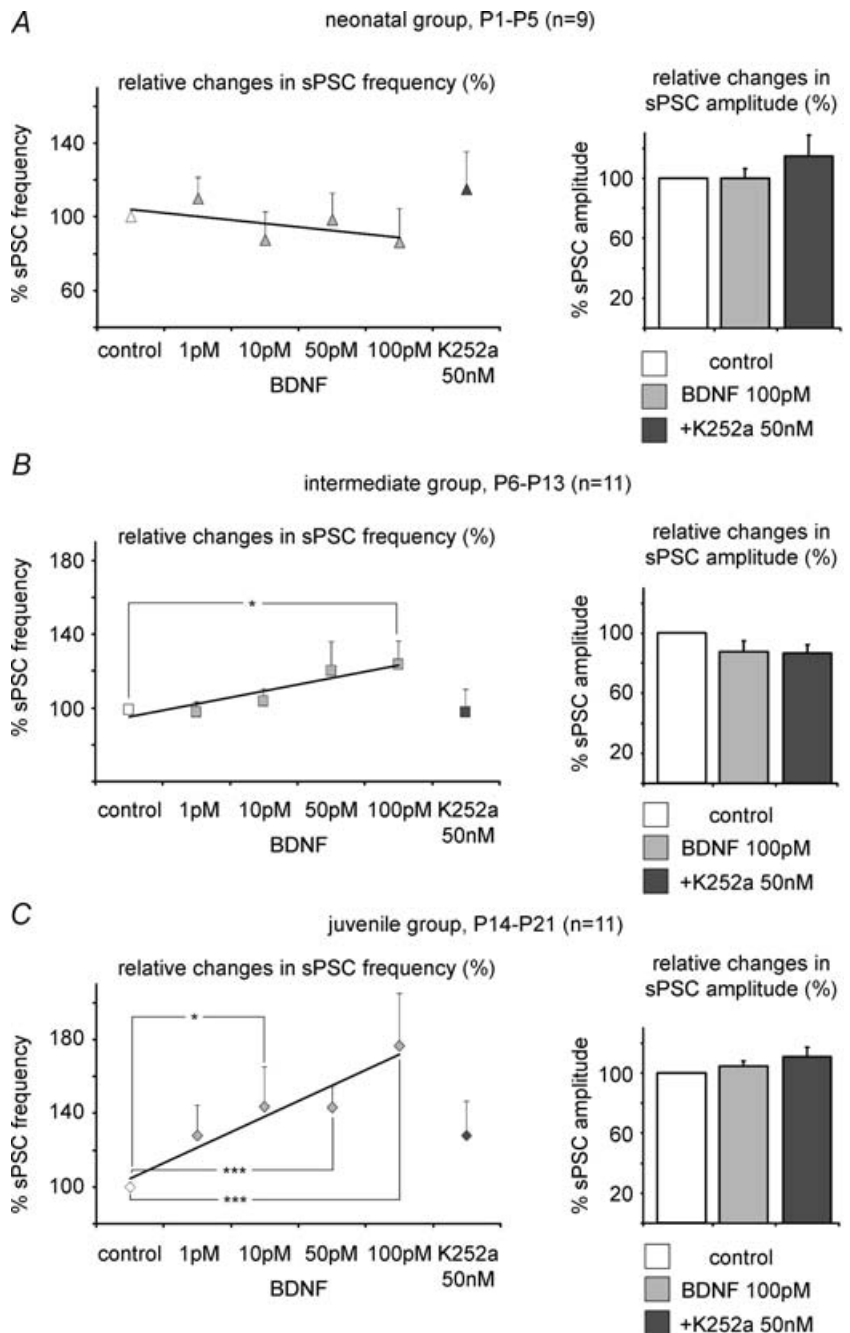 A
neonatal group, P1-P5 (n=9)
relative changes in sPSC frequency (%)
% sPSC frequency
140
100
60
control 1pM 10pM 50pM 100pM K252a
50nM
BDNF
relative changes in
sPSC amplitude (%)
% sPSC amplitude
100
60
20
control
BDNF 100pM
+K252a 50nM
B
intermediate group, P6-P13 (n=11)
relative changes in sPSC frequency (%)
% sPSC frequency
180
140
100
*
control 1pM 10pM 50pM 100pM K252a
50nM
BDNF
relative changes in
sPSC amplitude (%)
% sPSC amplitude
100
60
20
control
BDNF 100pM
+K252a 50nM
C
juvenile group, P14-P21 (n=11)
relative changes in sPSC frequency (%)
% sPSC frequency
180
140
100
*
***
***
control 1pM 10pM 50pM 100pM K252a
50nM
BDNF
relative changes in
sPSC amplitude (%)
% sPSC amplitude
100
60
20
control
BDNF 100pM
+K252a 50nM